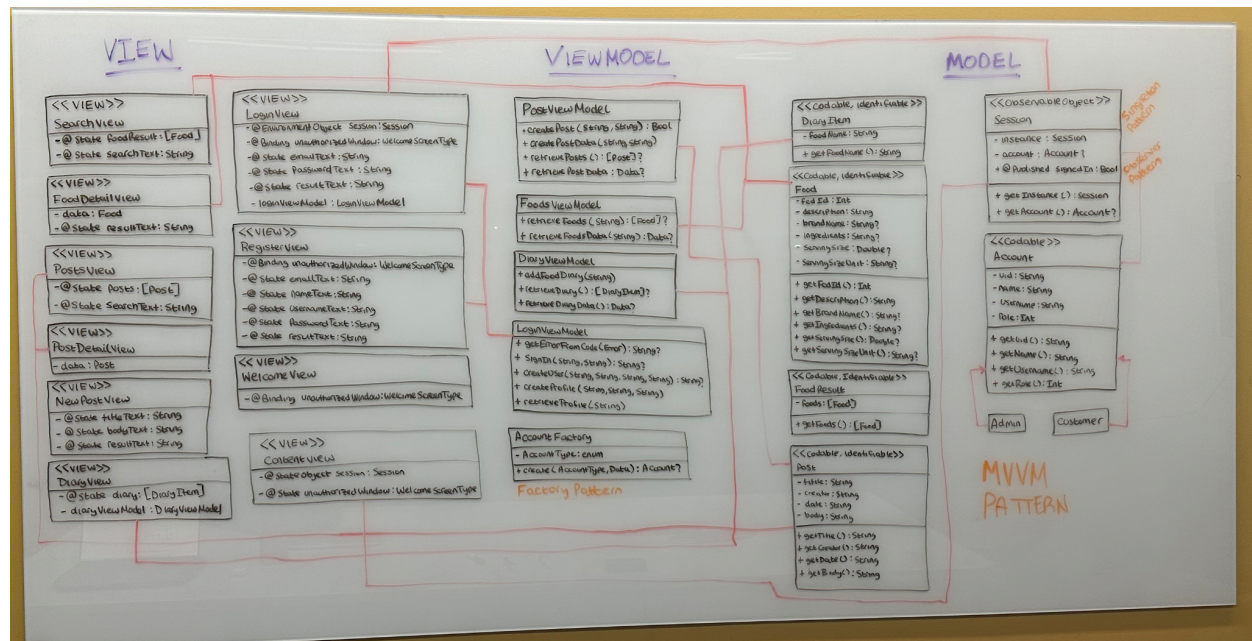 VIEW
<<VIEW>>
SearchView
- @State foodResult: [Food]
- @State searchText: String
<<VIEW>>
FoodDetailView
- data: Food
- @State resultText: String
<<VIEW>>
PostsView
- @State Posts: [Post]
- @State SearchText: String
<<VIEW>>
PostDetailView
- data: Post
<<VIEW>>
NewPostView
- @State titleText: String
- @State bodyText: String
- @State resultText: String
<<VIEW>>
DiaryView
- @State diary: [DiaryItem]
- diaryViewModel: DiaryViewModel
<<VIEW>>
LoginView
- @EnvironmentObject Session: Session
- @Binding unauthorizedWindow: WelcomeScreenType
- @State emailText: String
- @State PasswordText: String
- @State resultText: String
- loginViewModel: LoginViewModel
<<VIEW>>
RegisterView
- @Binding unauthorizedWindow: WelcomeScreenType
- @State emailText: String
- @State nameText: String
- @State usernameText: String
- @State PasswordText: String
- @State resultText: String
<<VIEW>>
WelcomeView
- @Binding unauthorizedWindow: WelcomeScreenType
<<VIEW>>
ContentView
- @StateObject session: Session
- @State unauthorizedWindow: WelcomeScreenType
VIEWMODEL
PostViewModel
+ createPost (String, String): Bool
+ createPostData (String, String)
+ retrievePosts (): [Post]?
+ retrievePostData: Data?
FoodsViewModel
+ retrieveFoods (String): [Food]?
+ retrieveFoodsData (String): Data?
DiaryViewModel
+ addFoodDiary (String)
+ retrieveDiary (): [DiaryItem]?
+ retrieveDiaryData (): Data?
LoginViewModel
+ getErrorFromCode (Error): String?
+ SignIn (String, String): String?
+ createUser (String, String, String, String): String?
+ createProfile (String, String, String)
+ retrieveProfile (String)
AccountFactory
- AccountType: enum
+ create (AccountType, Data): Account?
Factory Pattern
MODEL
<<Codable, identifiable>>
DiaryItem
- FoodName: String
+ getFoodName (): String
<<Codable, identifiable>>
Food
- FcdId: Int
- description: String
- brandName: String?
- ingredients: String?
- ServingSize: Double?
- ServingSizeUnit: String?
+ getFcdId (): Int
+ getDescription (): String
+ getBrandName (): String?
+ getIngredients (): String?
+ getServingSize (): Double?
+ getServingSizeUnit (): String?
<<Codable, Identifiable>>
FoodResult
- foods: [Food]
+ getFoods (): [Food]
<<Codable, identifiable>>
Post
- title: String
- creator: String
- date: String
- body: String
+ getTitle (): String
+ getCreator (): String
+ getDate (): String
+ getBody (): String
<<ObservableObject>>
Session
- instance: Session
- account: Account?
+ @Published signedIn: Bool
+ getInstance (): Session
+ getAccount (): Account?
Singleton Pattern
Observer Pattern
<<Codable>>
Account
- uid: String
- Name: String
- Username: String
- Role: Int
+ getUid (): String
+ getName (): String
+ getUsername (): String
+ getRole (): Int
Admin
Customer
MVVM
PATTERN